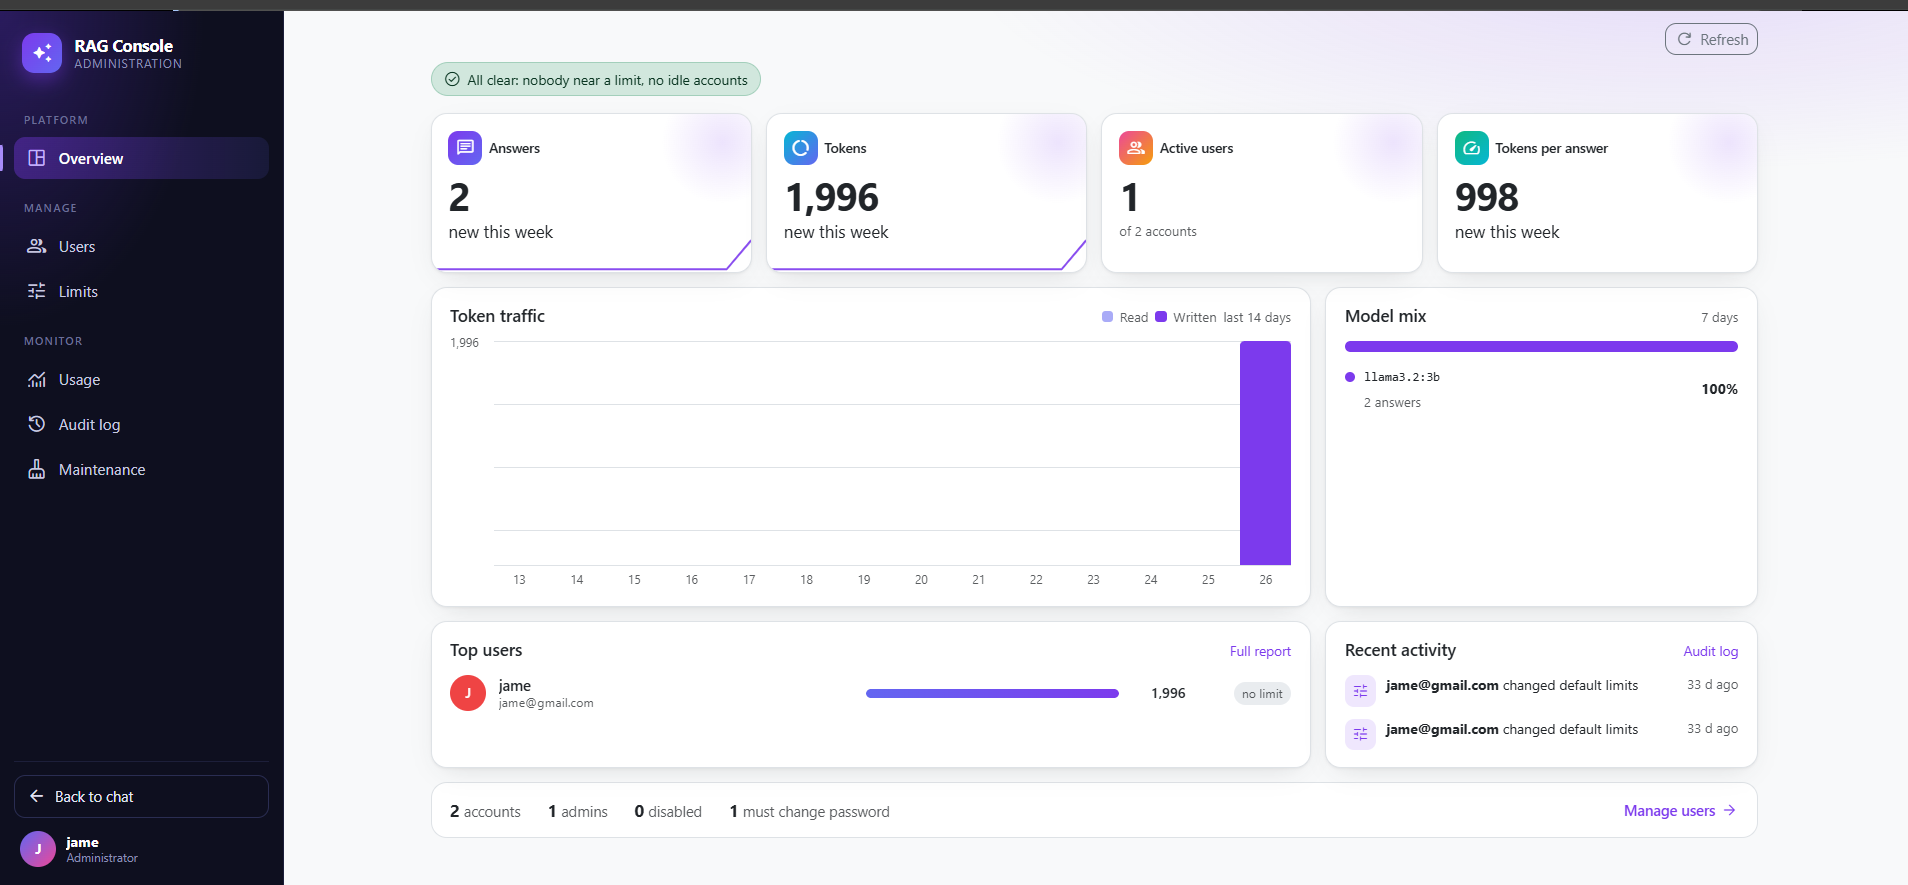 RAG Console
ADMINISTRATION
PLATFORM
Overview
MANAGE
Users
Limits
MONITOR
Usage
Audit log
Maintenance
Back to chat
J
jame
Administrator
Refresh
All clear: nobody near a limit, no idle accounts
Answers
2
new this week
Tokens
1,996
new this week
Active users
1
of 2 accounts
Tokens per answer
998
new this week
Token traffic
Read Written last 14 days
1,996
13 14 15 16 17 18 19 20 21 22 23 24 25 26
Model mix
7 days
llama3.2:3b
2 answers
100%
Top users
Full report
J
jame
jame@gmail.com
1,996
no limit
Recent activity
Audit log
jame@gmail.com changed default limits 33 d ago
jame@gmail.com changed default limits 33 d ago
2 accounts 1 admins 0 disabled 1 must change password
Manage users